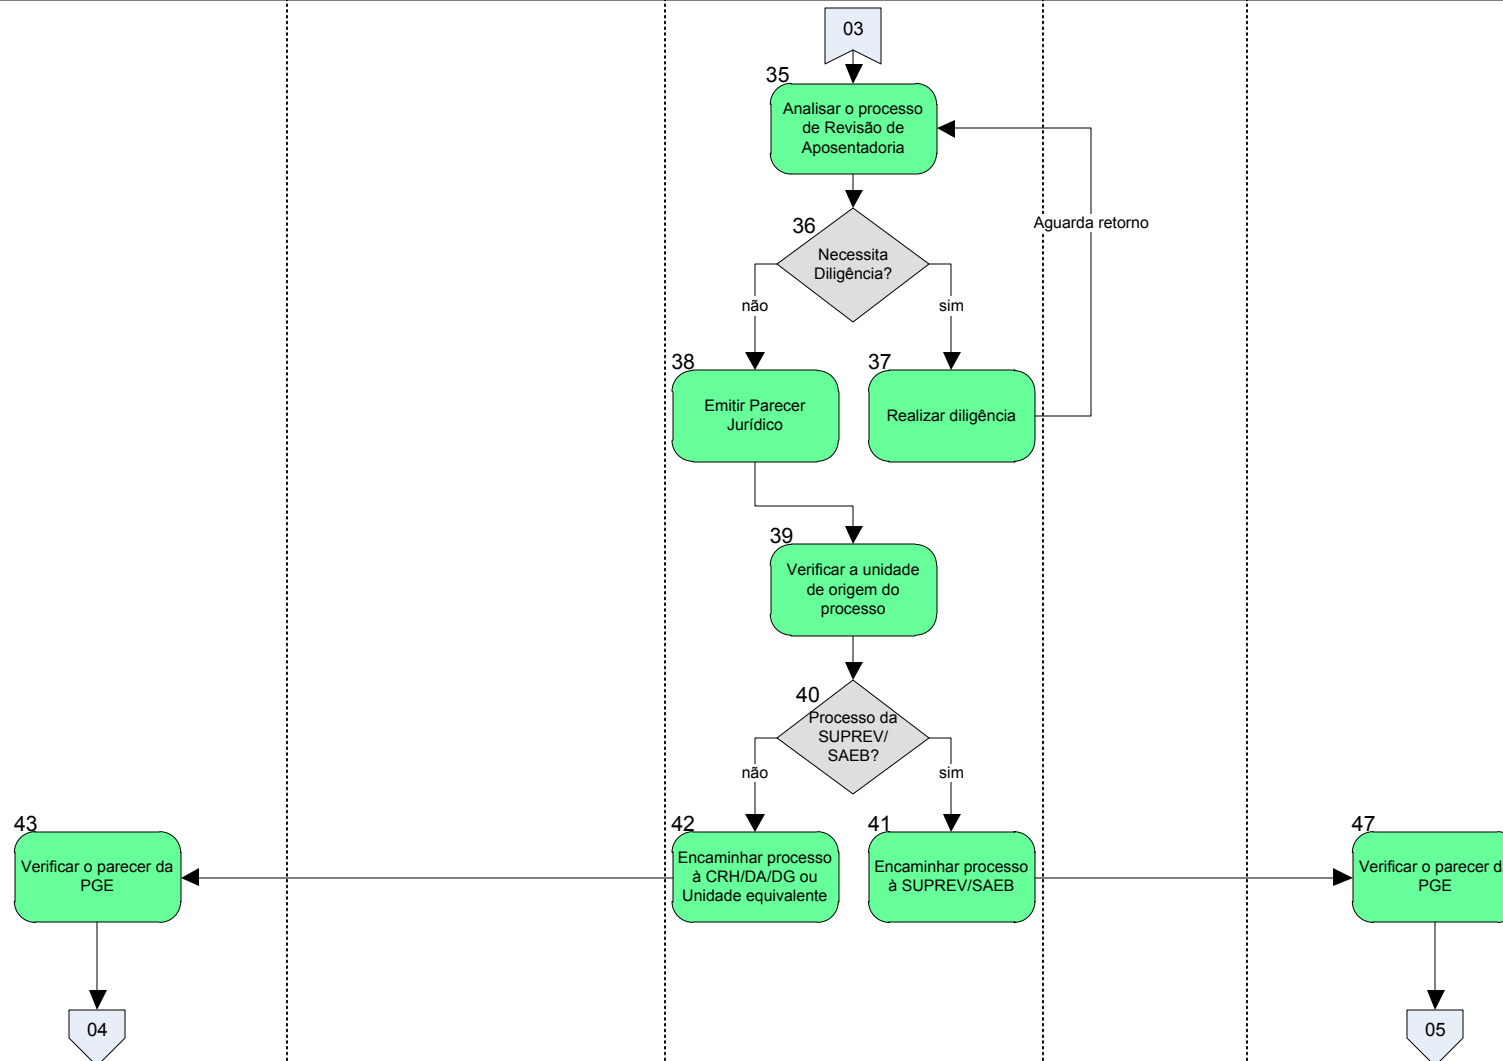 03
35
Analisar o processo
de Revisão de
Aposentadoria
Aguarda retorno
36
Necessita
Diligência?
não
sim
38
Emitir Parecer
Jurídico
37
Realizar diligência
39
Verificar a unidade
de origem do
processo
40
Processo da
SUPREV/
SAEB?
não
sim
43
Verificar o parecer da
PGE
42
Encaminhar processo
à CRH/DA/DG ou
Unidade equivalente
41
Encaminhar processo
à SUPREV/SAEB
47
Verificar o parecer d
PGE
04
05